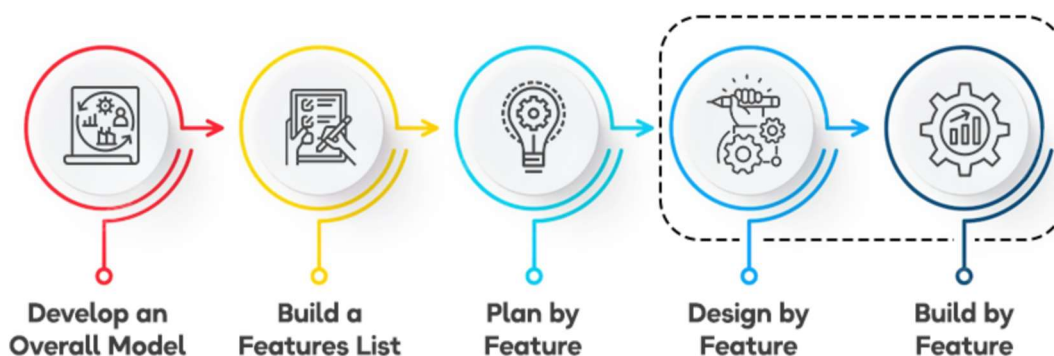 Develop an
Overall Model
Build a
Features List
Plan by
Feature
Design by
Feature
Build by
Feature